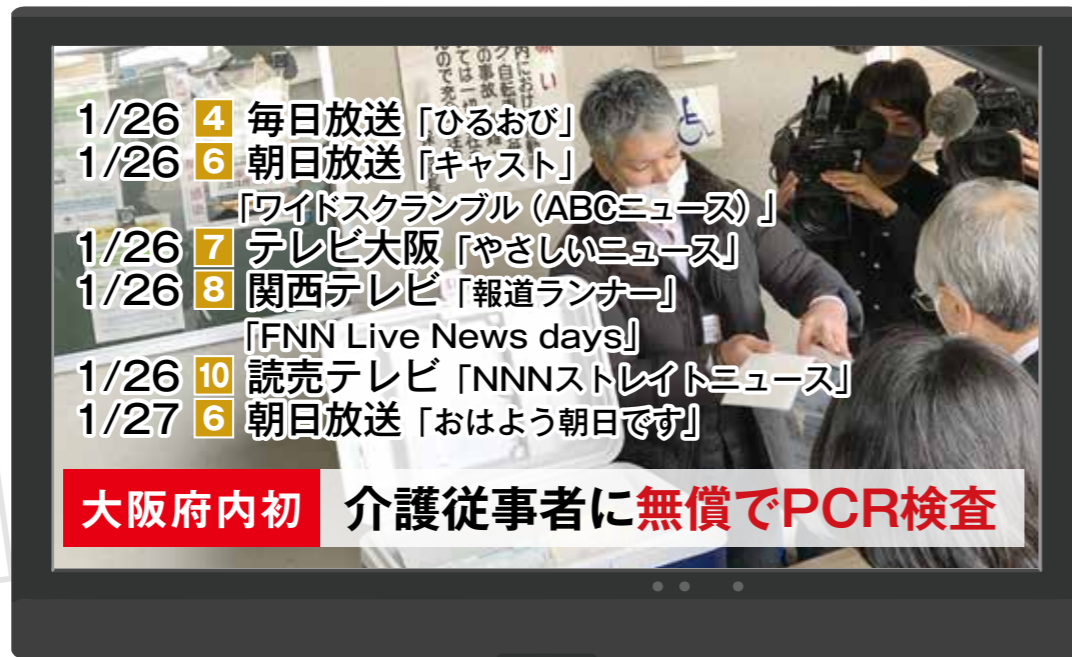 1/26 4 毎日放送「ひるおび」
1/26 6 朝日放送「キャスト」
「ワイドスクランブル（ABCニュース）」
1/26 7 テレビ大阪「やさしいニュース」
1/26 8 関西テレビ「報道ランナー」
「FNN Live News days」
1/26 10 読売テレビ「NNNストレイトニュース」
1/27 6 朝日放送「おはよう朝日です」
大阪府内初 介護従事者に無償でPCR検査